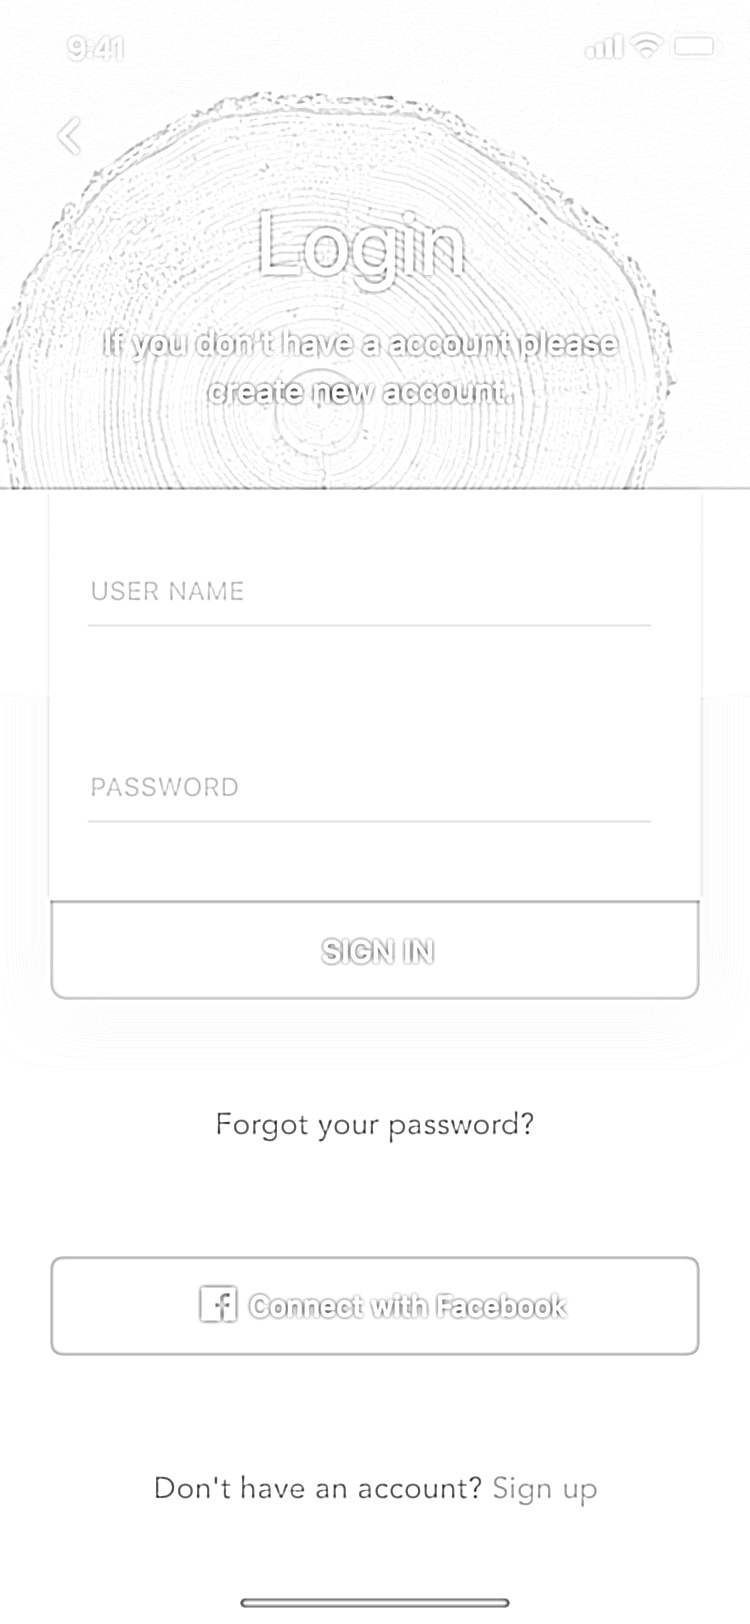 9:41
Login
If you don't have a account please
create new account.
USER NAME
PASSWORD
SIGN IN
Forgot your password?
f Connect with Facebook
Don't have an account? Sign up